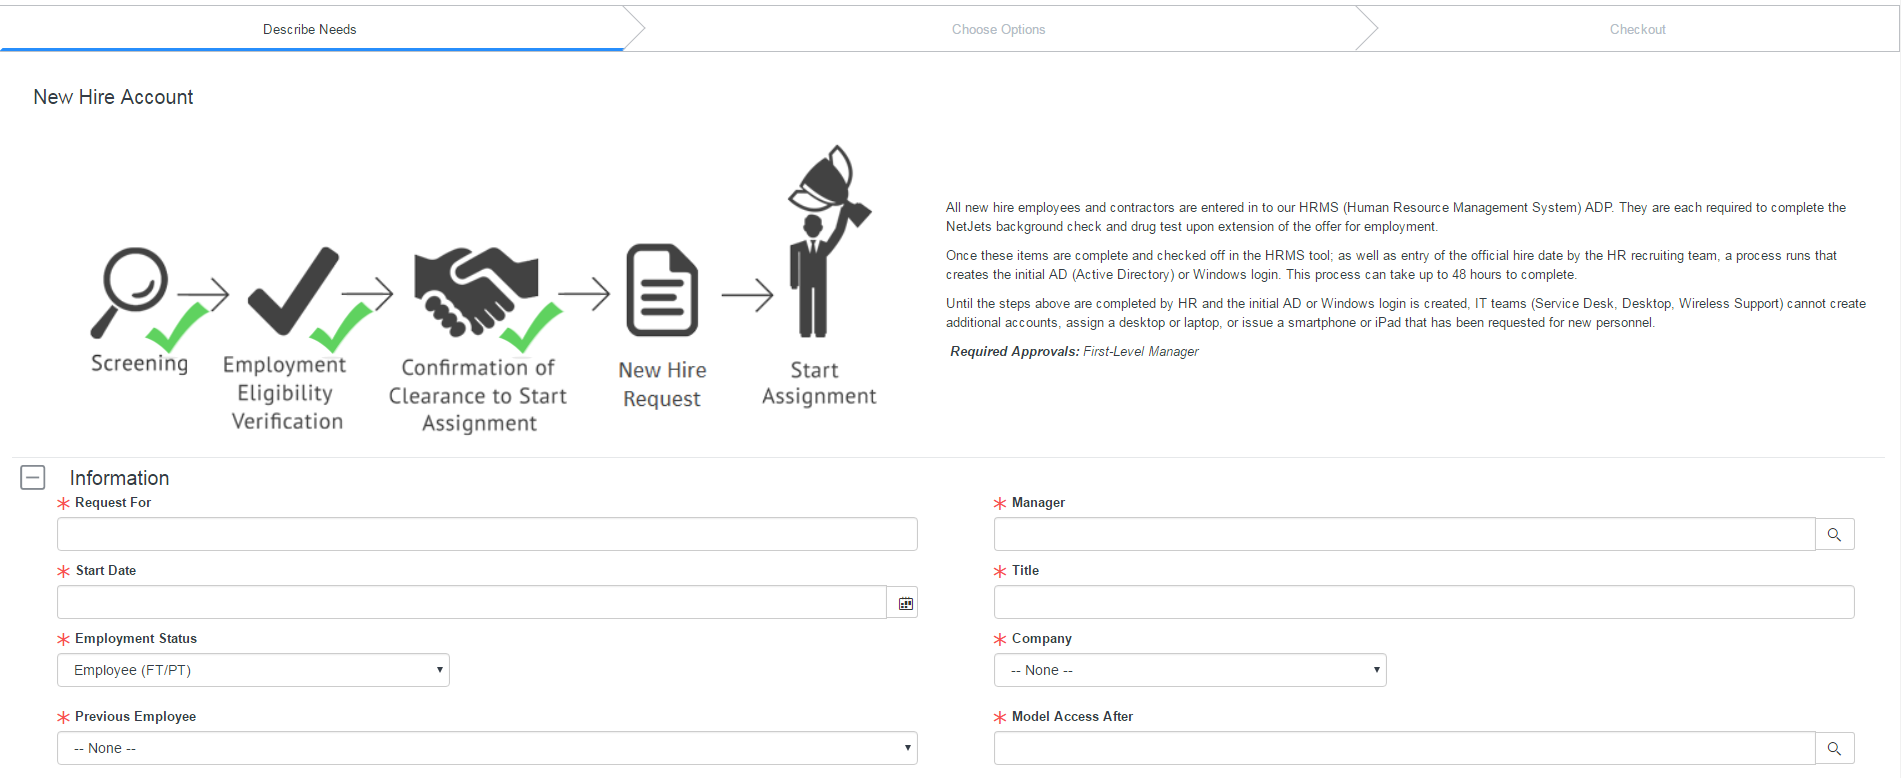 Describe Needs
Choose Options
Checkout
New Hire Account
Screening
Employment
Eligibility
Verification
Confirmation of
Clearance to Start
Assignment
New Hire
Request
Start
Assignment
All new hire employees and contractors are entered in to our HRMS (Human Resource Management System) ADP. They are each required to complete the
NetJets background check and drug test upon extension of the offer for employment.
Once these items are complete and checked off in the HRMS tool; as well as entry of the official hire date by the HR recruiting team, a process runs that
creates the initial AD (Active Directory) or Windows login. This process can take up to 48 hours to complete.
Until the steps above are completed by HR and the initial AD or Windows login is created, IT teams (Service Desk, Desktop, Wireless Support) cannot create
additional accounts, assign a desktop or laptop, or issue a smartphone or iPad that has been requested for new personnel.
Required Approvals: First-Level Manager
Information
Request For
Manager
Start Date
Title
Employment Status
Company
Employee (FT/PT)
-- None --
Previous Employee
Model Access After
-- None --